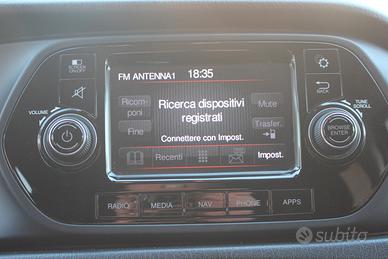 SCREEN
ON/OFF
FM ANTENNA1 18:35
Ricom-
poni
Ricerca dispositivi
registrati
Mute
BACK
VOLUME
TUNE
SCROLL
Fine
Connettere con Impost.
Trasfer.
BROWSE
ENTER
Recenti
Impost.
RADIO MEDIA NAV PHONE APPS
subito